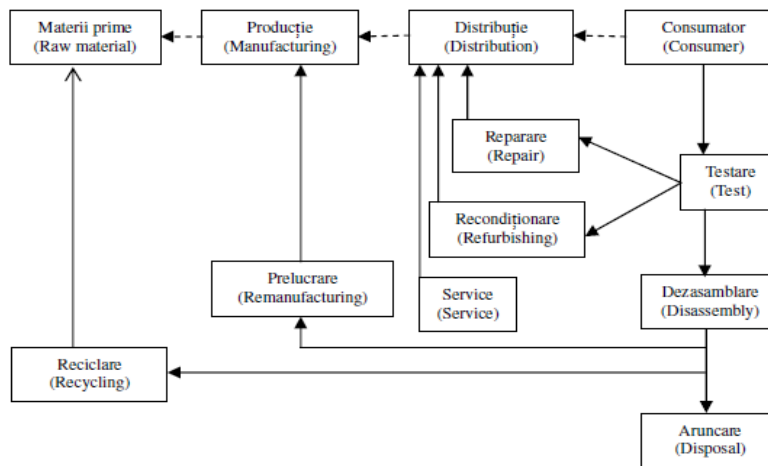 Materii prime
(Raw material)
Producție
(Manufacturing)
Distribuție
(Distribution)
Consumator
(Consumer)
Reparare
(Repair)
Testare
(Test)
Recondiționare
(Refurbishing)
Prelucrare
(Remanufacturing)
Service
(Service)
Dezasamblare
(Disassembly)
Reciclare
(Recycling)
Aruncare
(Disposal)